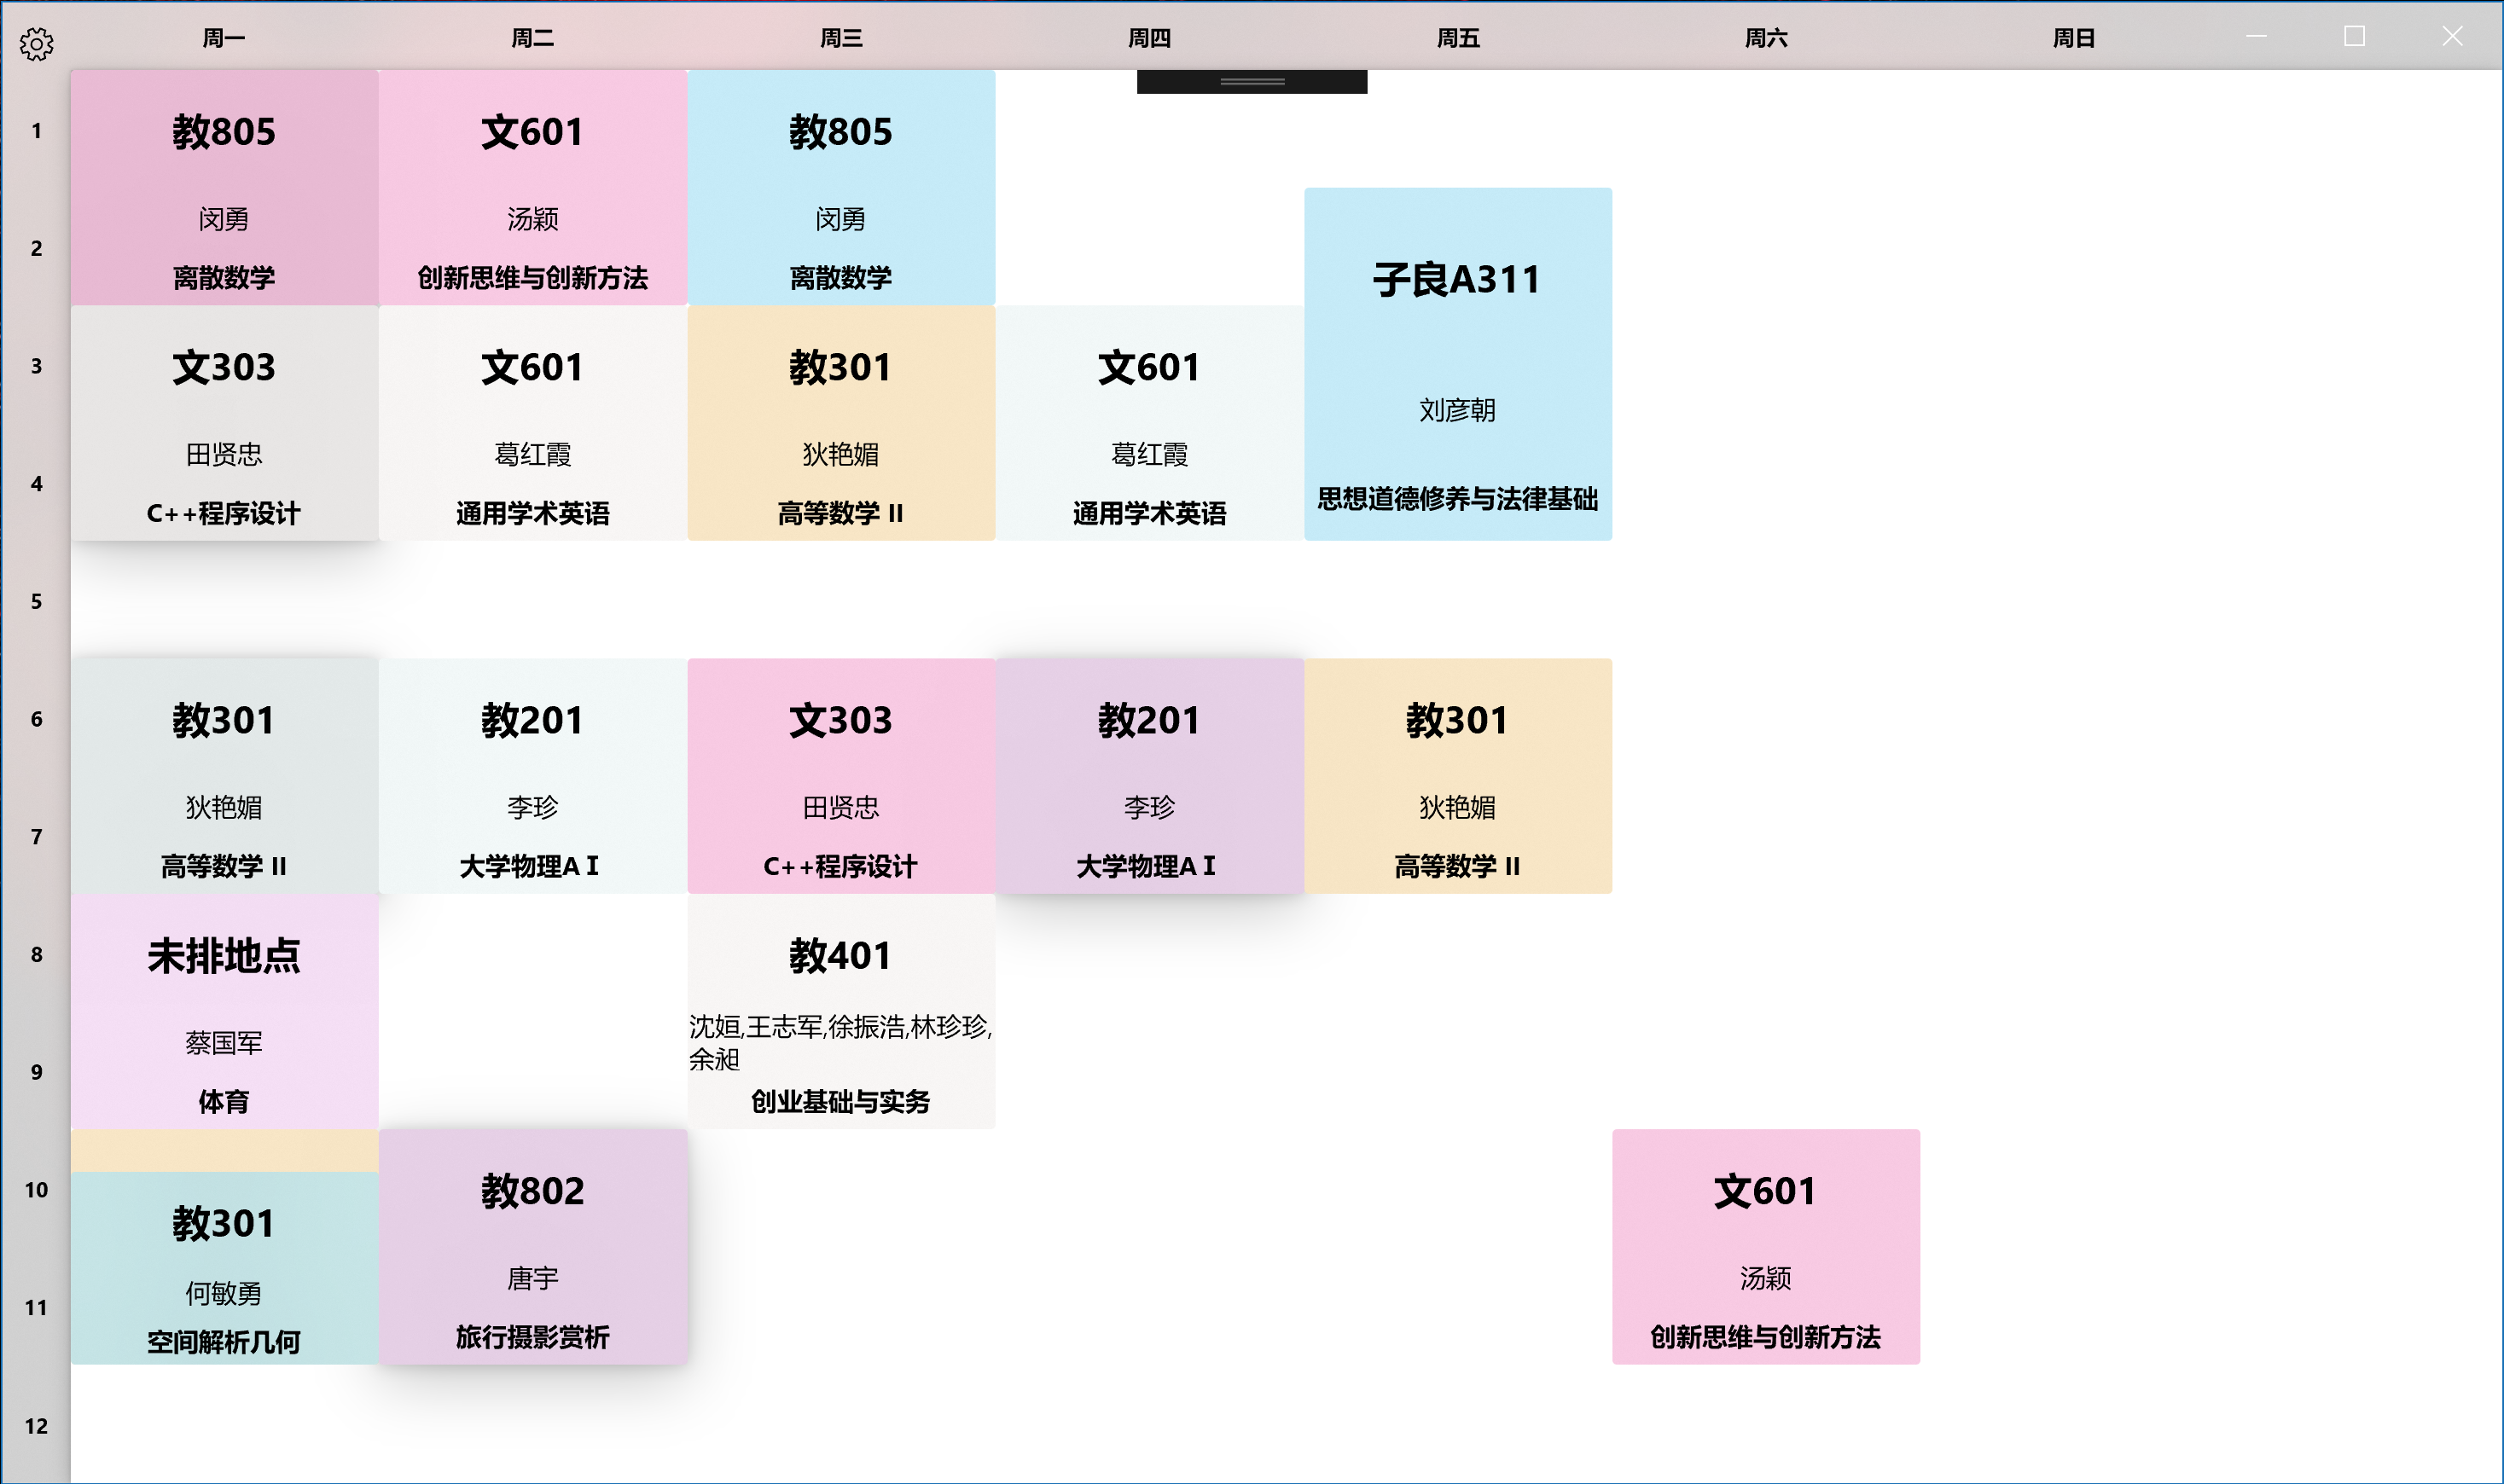 周一 周二 周三 周四 周五 周六 周日
1
教805
闵勇
2
离散数学
文601
汤颖
创新思维与创新方法
教805
闵勇
离散数学
子良A311
刘彦朝
思想道德修养与法律基础
3
文303
田贤忠
4
C++程序设计
文601
葛红霞
通用学术英语
教301
狄艳媚
高等数学 II
文601
葛红霞
通用学术英语
5
6
教301
狄艳媚
7
高等数学 II
教201
李珍
大学物理A I
文303
田贤忠
C++程序设计
教201
李珍
大学物理A I
教301
狄艳媚
高等数学 II
8
未排地点
蔡国军
9
体育
教401
沈姮,王志军,徐振浩,林珍珍,
余昶
创业基础与实务
10
教301
何敏勇
11
空间解析几何
教802
唐宇
旅行摄影赏析
文601
汤颖
创新思维与创新方法
12